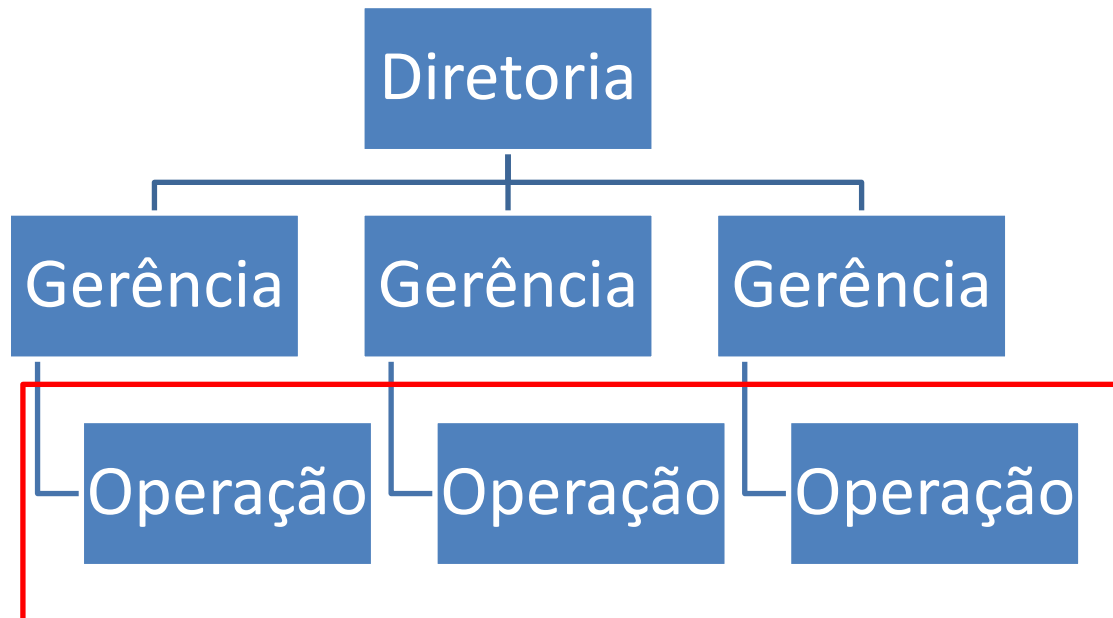 Diretoria
Gerência
Gerência
Gerência
Operação
Operação
Operação